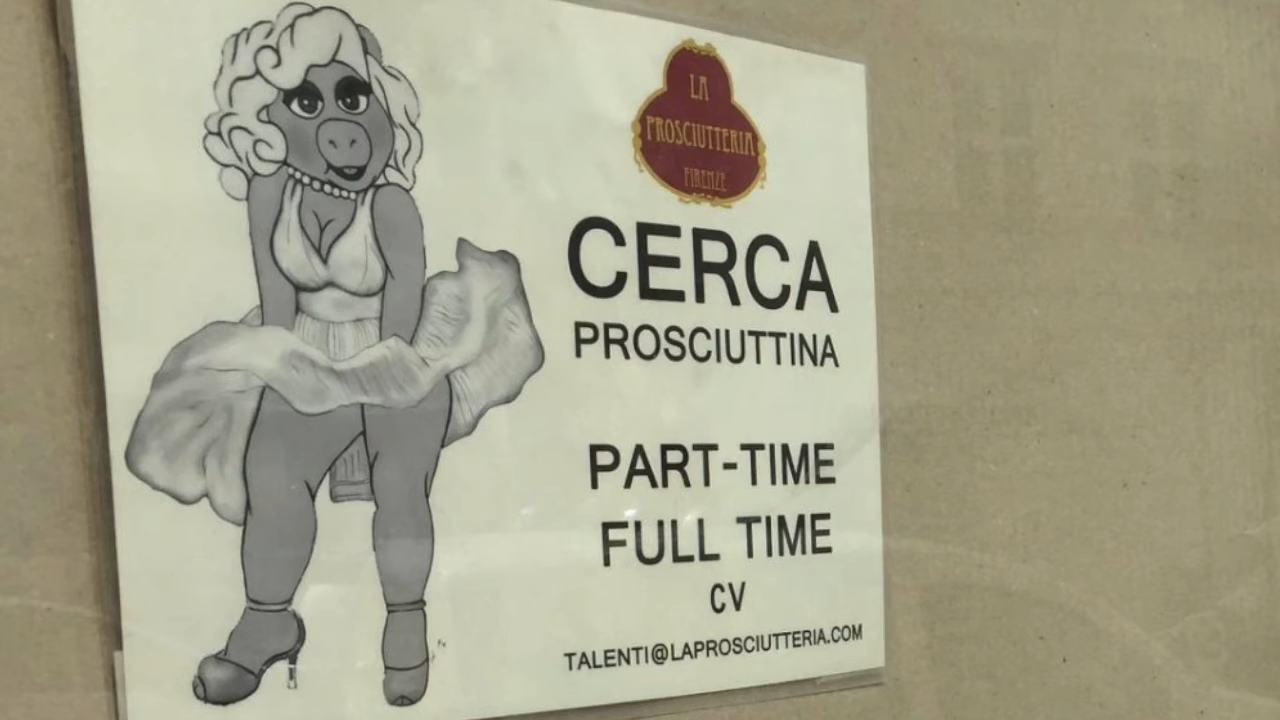 LA
PROSCIUTTERIA
FIRENZE
CERCA
PROSCIUTTINA
PART-TIME
FULL TIME
CV
TALENTI@LAPROSCIUTTERIA.COM